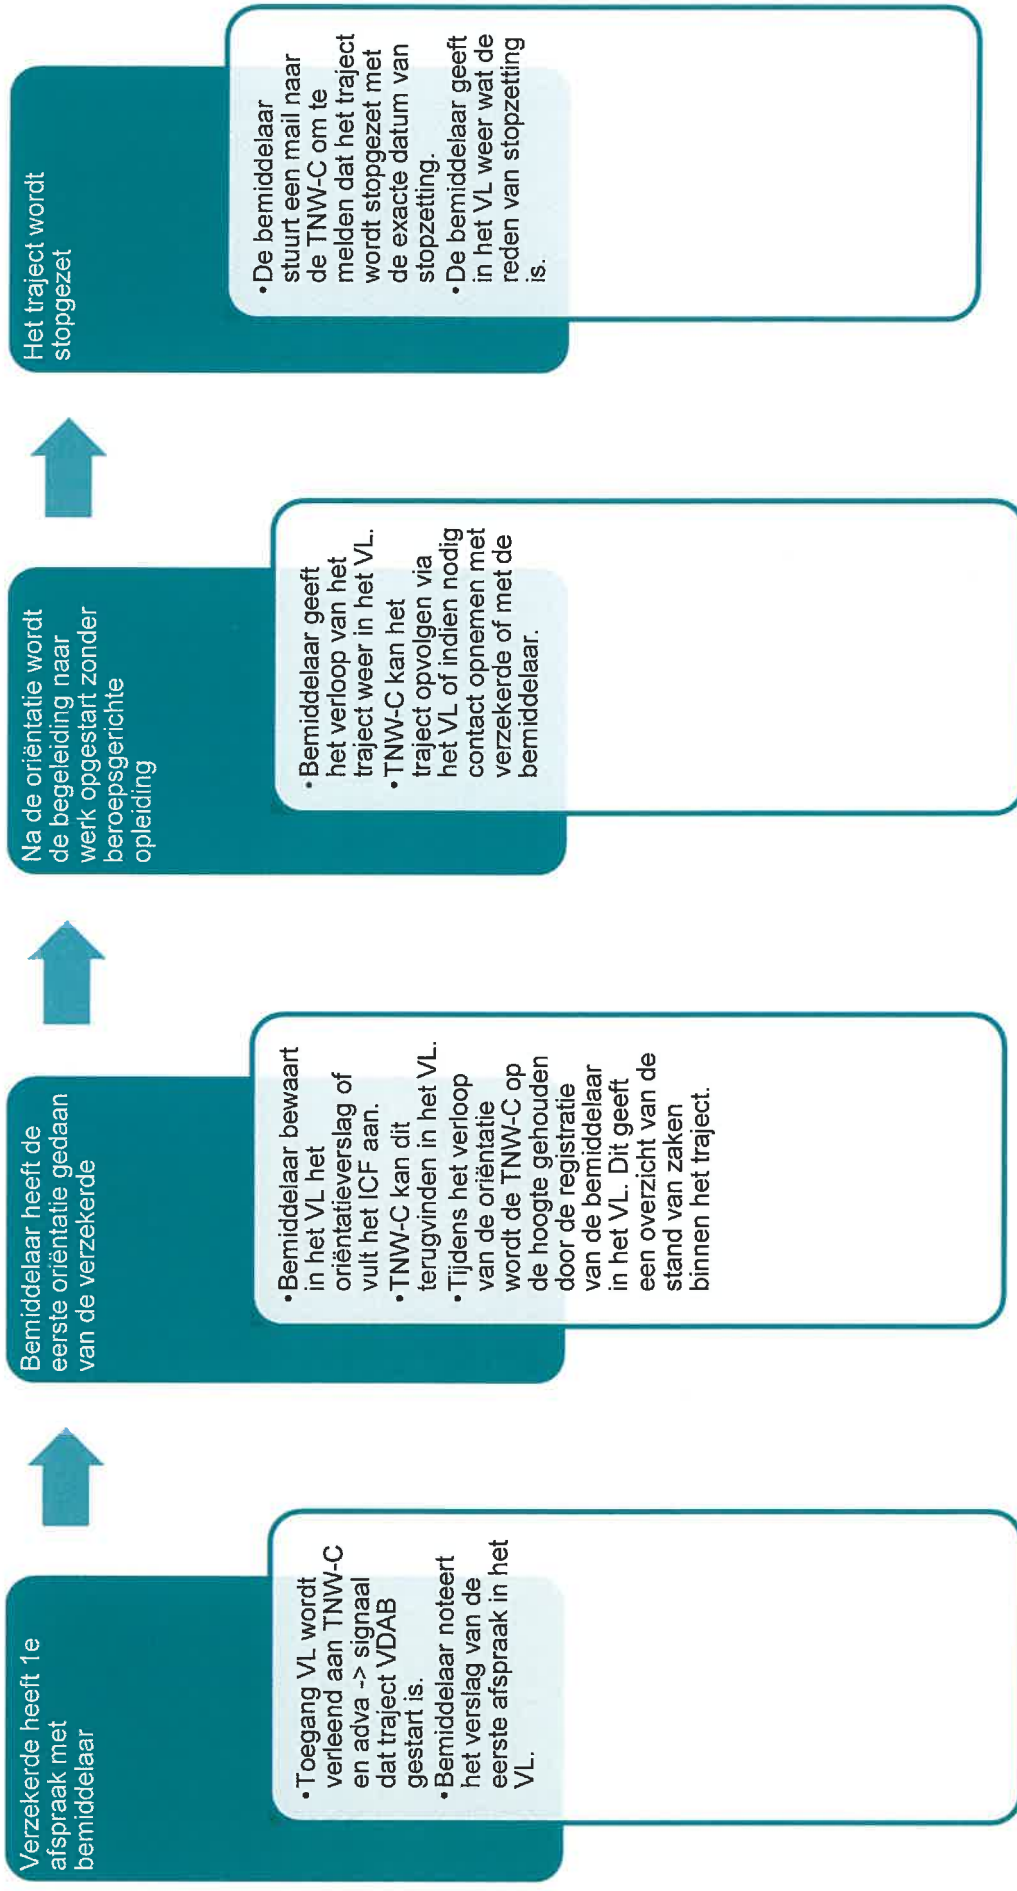 Verzekerde heeft 1e
afspraak met
bemiddelaar
•Toegang VL wordt
verleend aan TNW-C
en adva -> signaal
dat traject VDAB
gestart is.
•Bemiddelaar noteert
het verslag van de
eerste afspraak in het
VL.
Bemiddelaar heeft de
eerste oriëntatie gedaan
van de verzekerde
•Bemiddelaar bewaart
in het VL het
oriëntatieverslag of
vult het ICF aan.
•TNW-C kan dit
terugvinden in het VL.
•Tijdens het verloop
van de oriëntatie
wordt de TNW-C op
de hoogte gehouden
door de registratie
van de bemiddelaar
in het VL. Dit geeft
een overzicht van de
stand van zaken
binnen het traject.
Na de oriëntatie wordt
de begeleiding naar
werk opgestart zonder
beroepsgerichte
opleiding
•Bemiddelaar geeft
het verloop van het
traject weer in het VL.
•TNW-C kan het
traject opvolgen via
het VL of indien nodig
contact opnemen met
verzekerde of met de
bemiddelaar.
Het traject wordt
stopgezet
•De bemiddelaar
stuurt een mail naar
de TNW-C om te
melden dat het traject
wordt stopgezet met
de exacte datum van
stopzetting.
•De bemiddelaar geeft
in het VL weer wat de
reden van stopzetting
is.